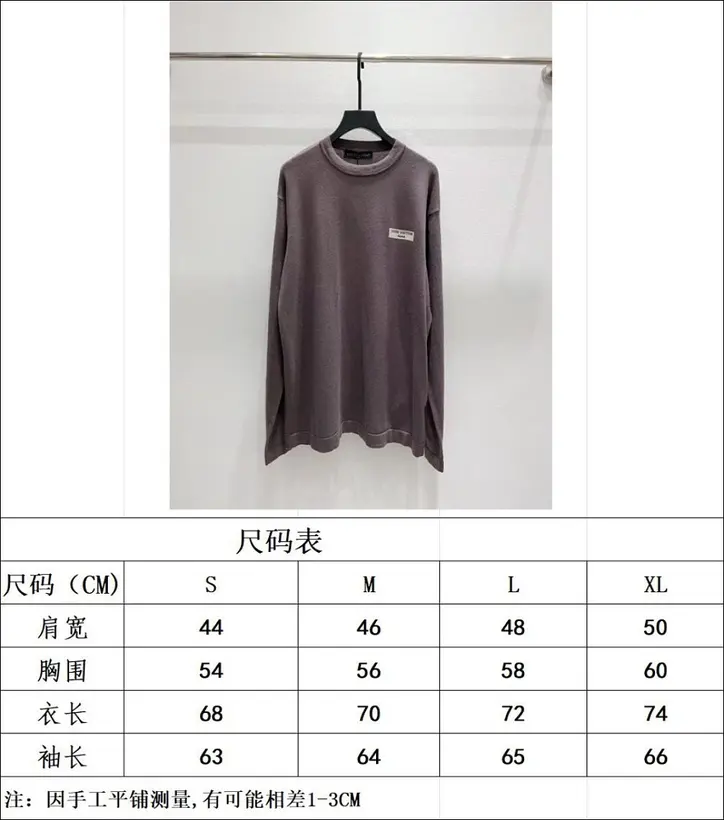 尺码表
尺码（CM) S M L XL
肩宽 44 46 48 50
胸围 54 56 58 60
衣长 68 70 72 74
袖长 63 64 65 66
注：因手工平铺测量,有可能相差1-3CM